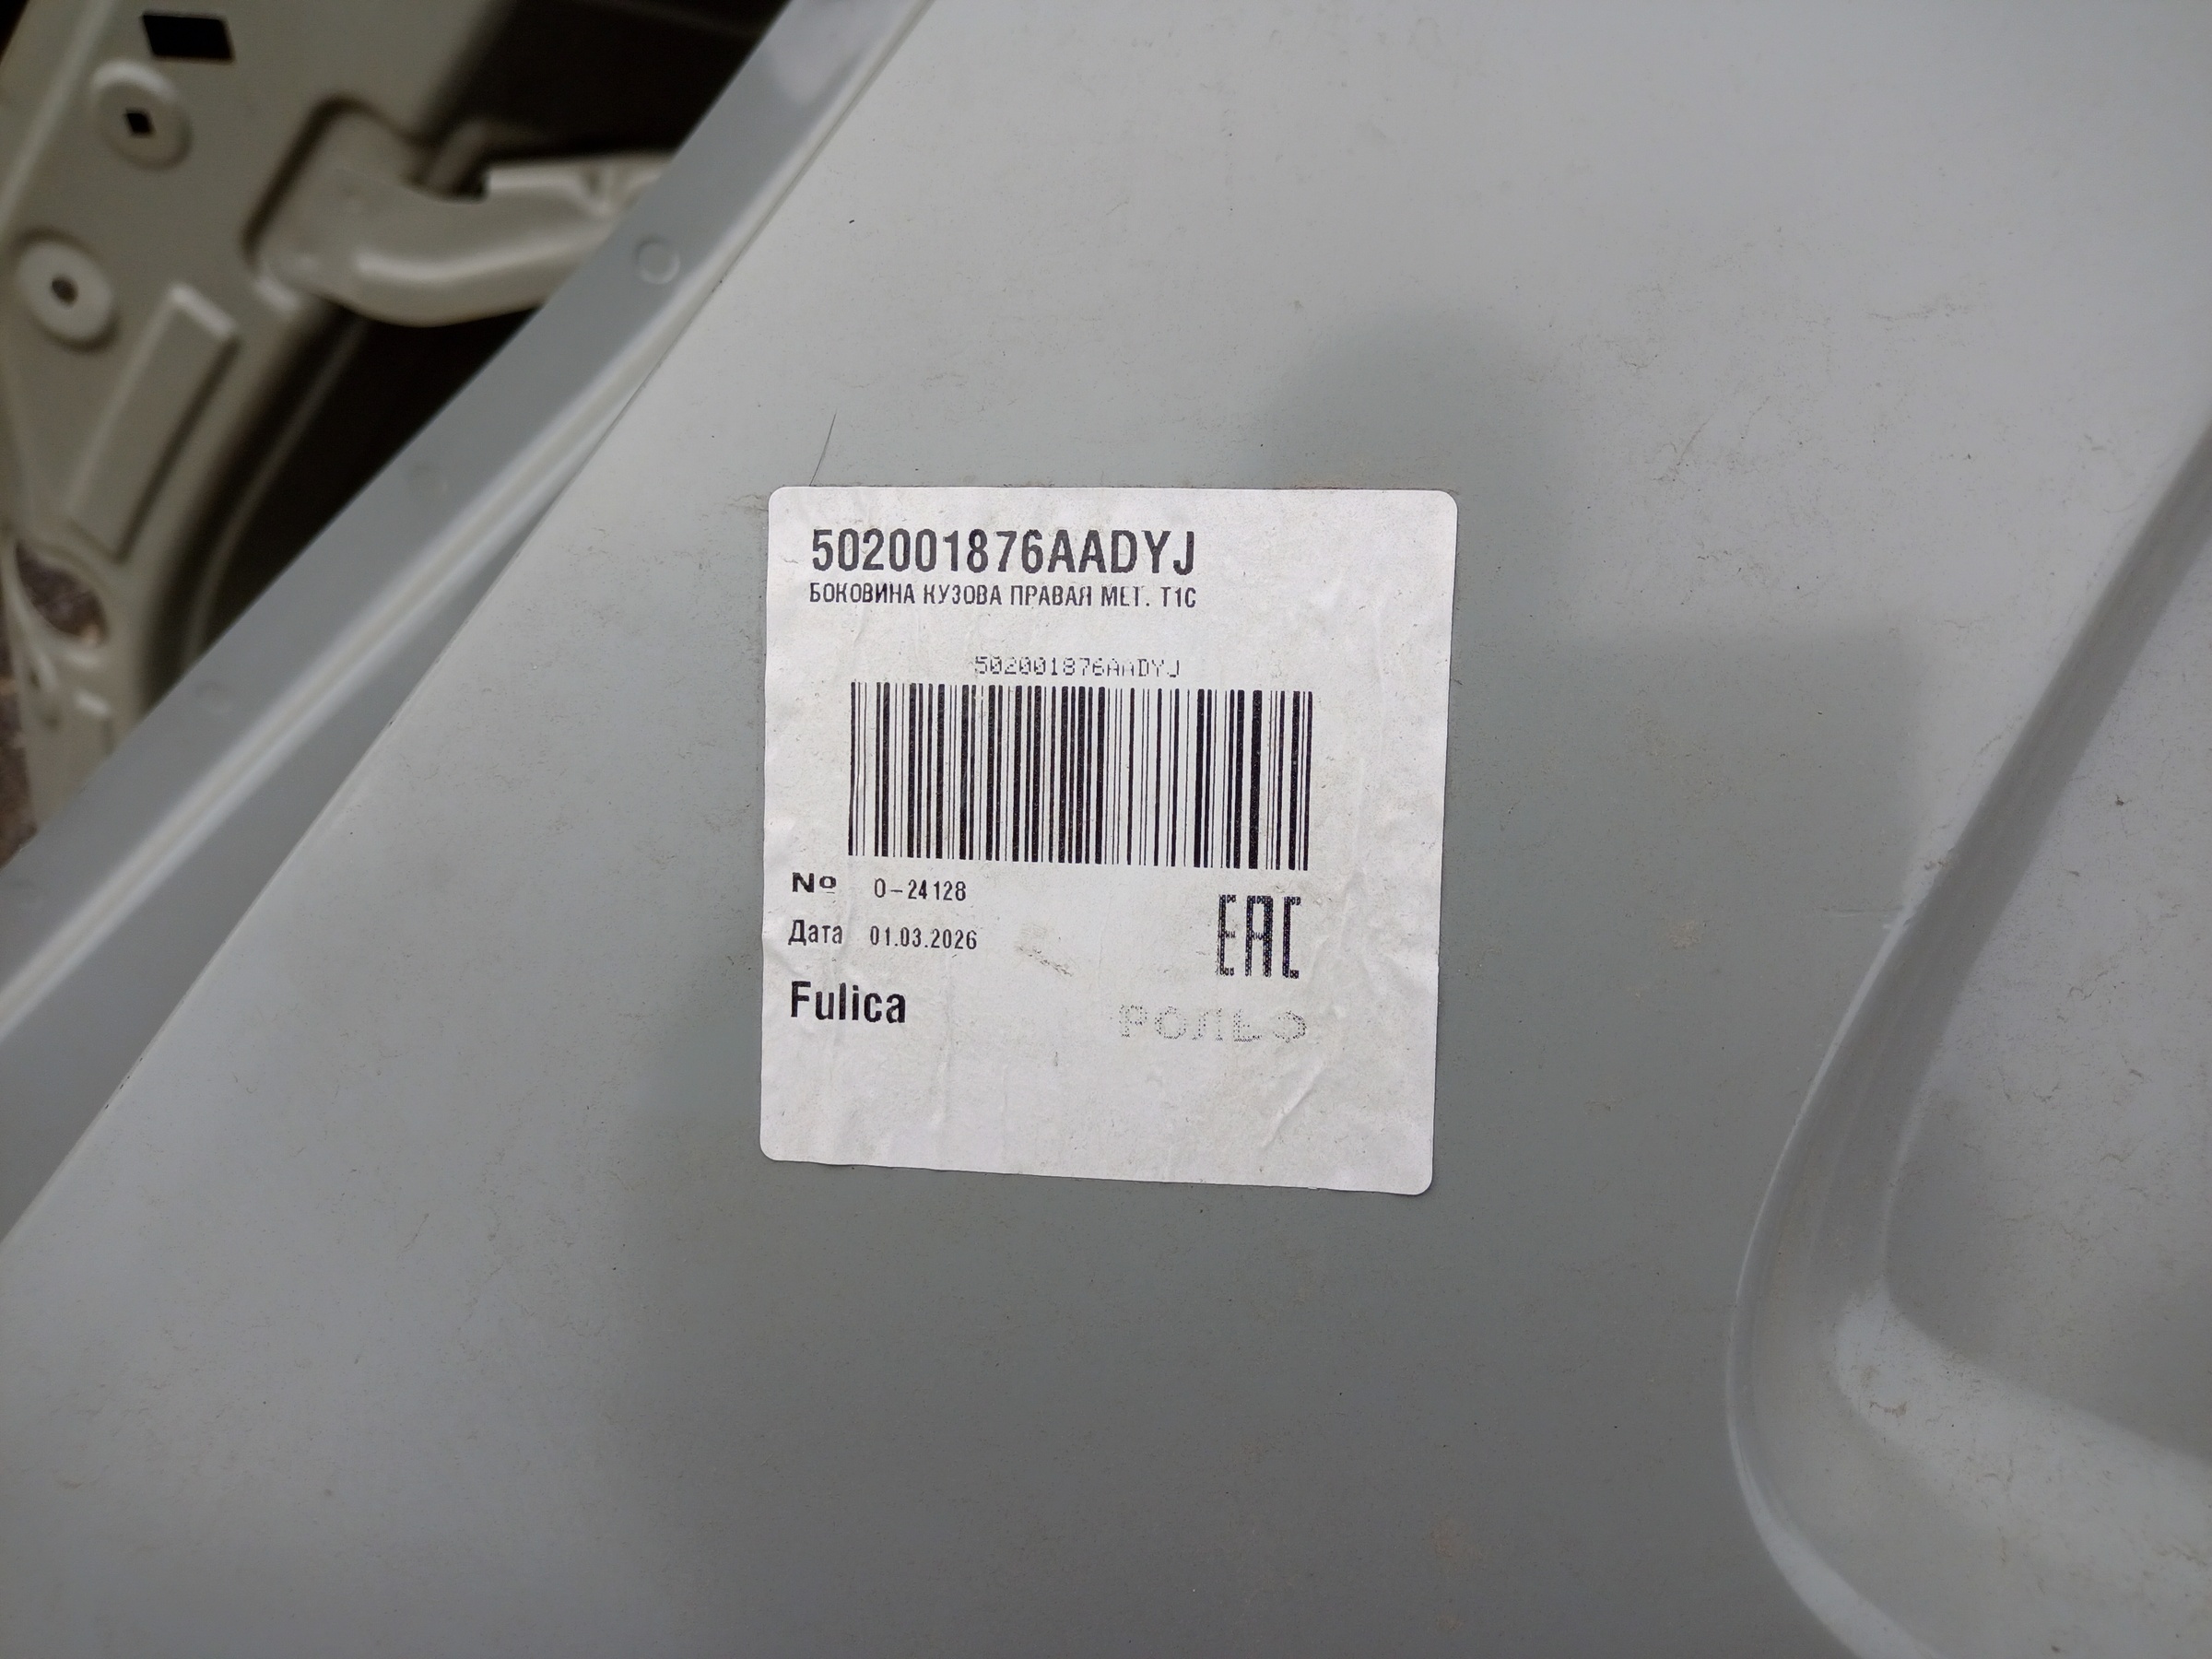 502001876AADYJ
БОКОВИНА КУЗОВА ПРАВАЯ МЕТ. T1C
502001876AADYJ
№ 0-24128
Дата 01.03.2026
EAC
Fulica
РОЛЬФ